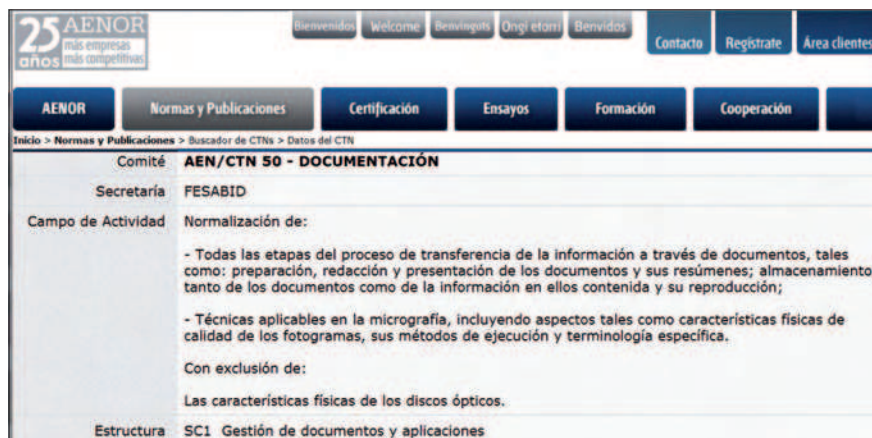 25 AENOR
años más empresas
más competitivas
Bienvenidos Welcome Benvinguts Ongi etorri Benvidos
Contacto Regístrate Área clientes
AENOR Normas y Publicaciones Certificación Ensayos Formación Cooperación
Inicio > Normas y Publicaciones > Buscador de CTNs > Datos del CTN
Comité AEN/CTN 50 - DOCUMENTACIÓN
Secretaría FESABID
Campo de Actividad Normalización de:
- Todas las etapas del proceso de transferencia de la información a través de documentos, tales
como: preparación, redacción y presentación de los documentos y sus resúmenes; almacenamiento
tanto de los documentos como de la información en ellos contenida y su reproducción;
- Técnicas aplicables en la micrografía, incluyendo aspectos tales como características físicas de
calidad de los fotogramas, sus métodos de ejecución y terminología específica.
Con exclusión de:
Las características físicas de los discos ópticos.
Estructura SC1 Gestión de documentos y aplicaciones